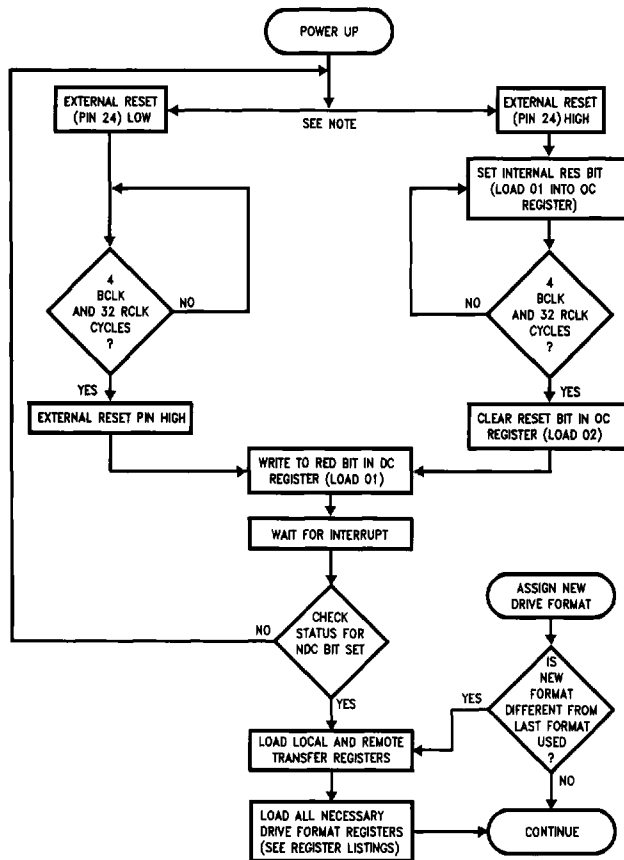 POWER UP
EXTERNAL RESET
(PIN 24) LOW
SEE NOTE
EXTERNAL RESET
(PIN 24) HIGH
SET INTERNAL RES BIT
(LOAD 01 INTO OC
REGISTER)
4
BCLK
AND 32 RCLK
CYCLES
?
NO
YES
4
BCLK
AND 32 RCLK
CYCLES
?
NO
YES
EXTERNAL RESET PIN HIGH
CLEAR RESET BIT IN OC
REGISTER (LOAD 02)
WRITE TO RED BIT IN DC
REGISTER (LOAD 01)
WAIT FOR INTERRUPT
CHECK
STATUS FOR
NDC BIT SET
NO
YES
ASSIGN NEW
DRIVE FORMAT
IS
NEW
FORMAT
DIFFERENT FROM
LAST FORMAT
USED
?
YES
NO
LOAD LOCAL AND REMOTE
TRANSFER REGISTERS
LOAD ALL NECESSARY
DRIVE FORMAT REGISTERS
(SEE REGISTER LISTINGS)
CONTINUE